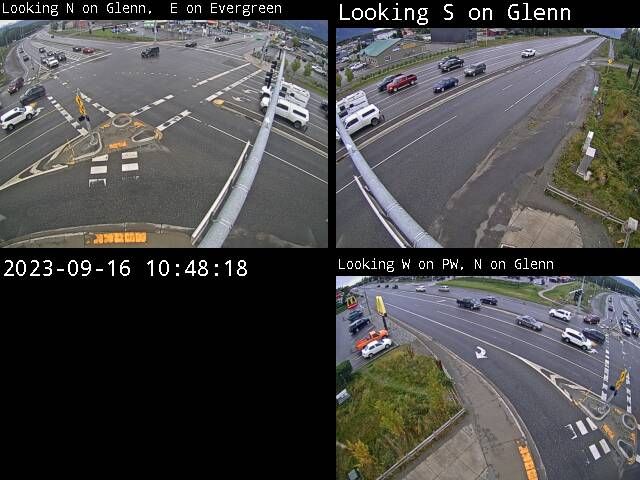 Looking N on Glenn,  E on Evergreen
Looking S on Glenn
2023-09-16 10:48:18
Looking W on PW, N on Glenn